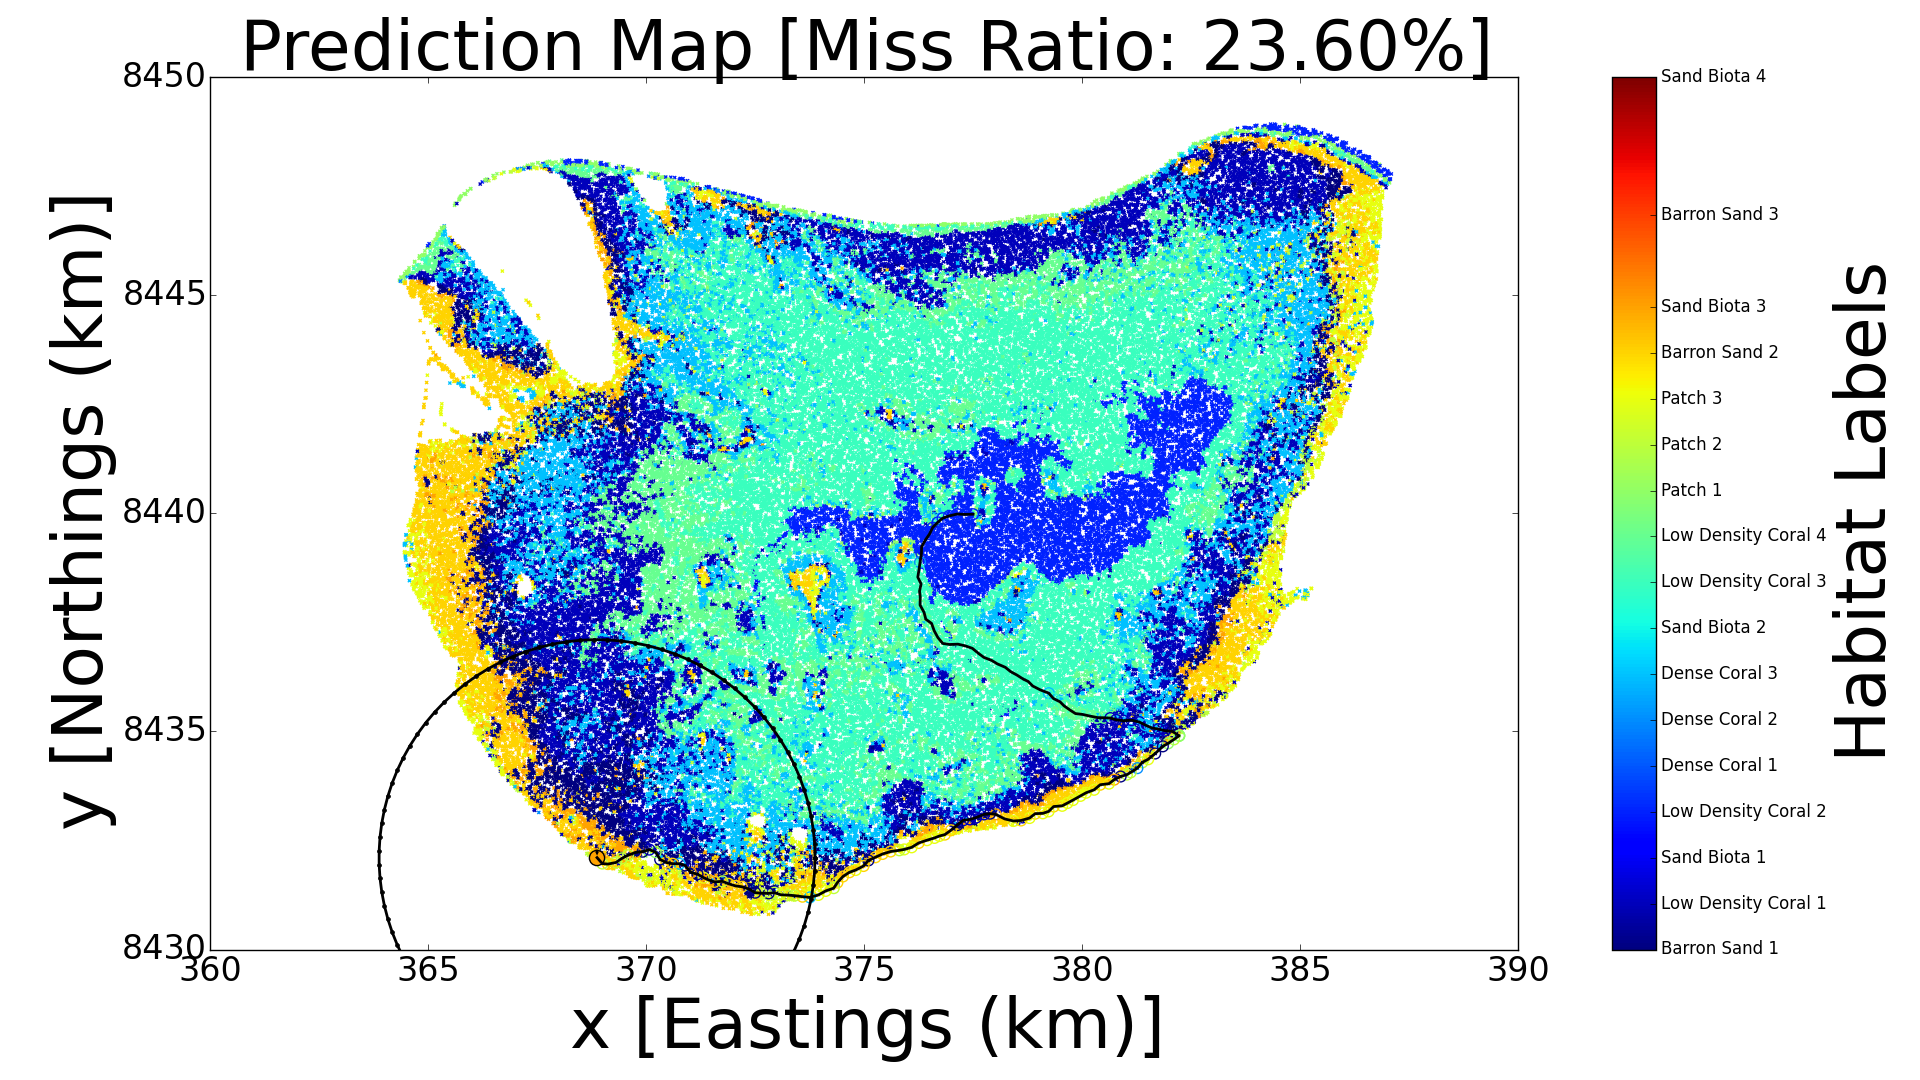 Prediction Map [Miss Ratio: 23.60%]
y [Northings (km)]
8450
8445
8440
8435
8430
360 365 370 375 380 385 390
x [Eastings (km)]
Sand Biota 4
Barron Sand 3
Sand Biota 3
Barron Sand 2
Patch 3
Patch 2
Patch 1
Low Density Coral 4
Low Density Coral 3
Sand Biota 2
Dense Coral 3
Dense Coral 2
Dense Coral 1
Low Density Coral 2
Sand Biota 1
Low Density Coral 1
Barron Sand 1
Habitat Labels